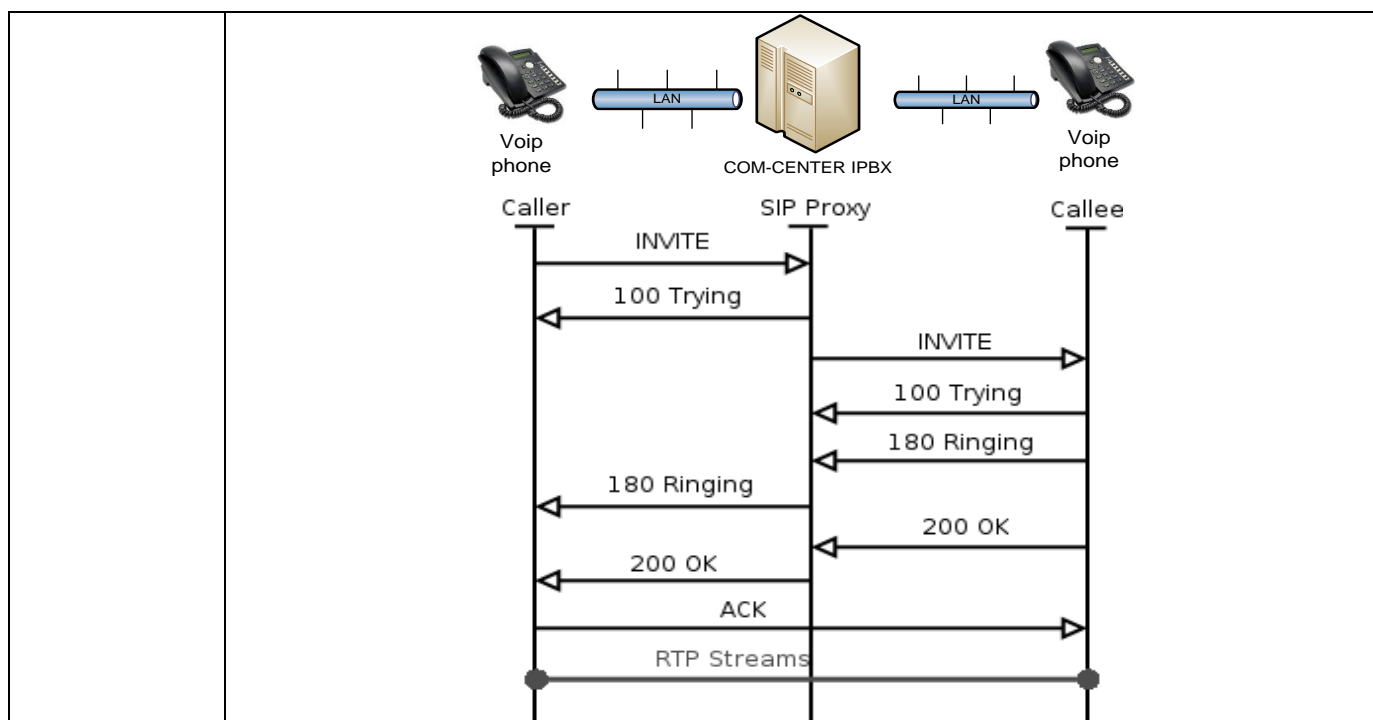 LAN
LAN
Voip
phone
COM-CENTER IPBX
Voip
phone
Caller
SIP Proxy
Callee
INVITE
100 Trying
INVITE
100 Trying
180 Ringing
180 Ringing
200 OK
200 OK
ACK
RTP Streams